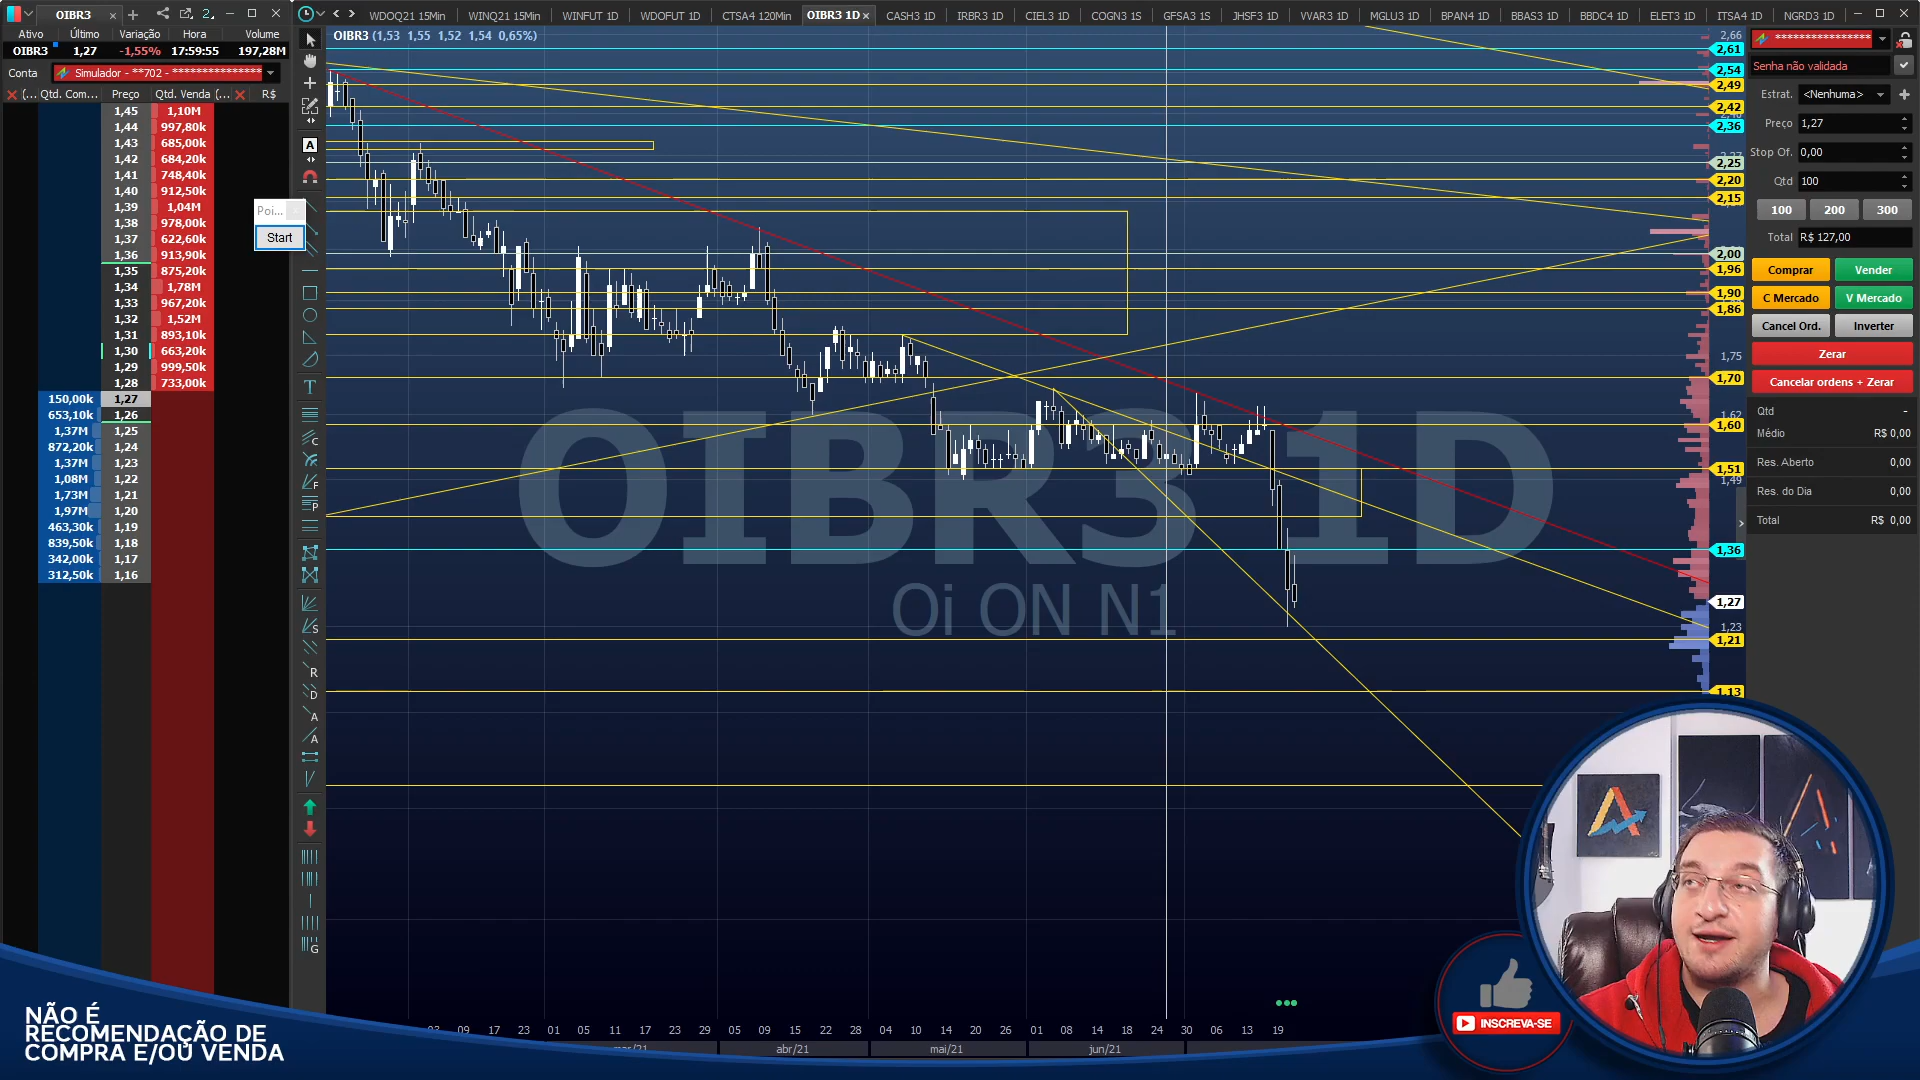 OIBR3
Ativo Último Variação Hora Volume
OIBR3 1,27 -1,55% 17:59:55 197,28M
Conta Simulador - **702 - ****************
(... Qtd. Com... Preço Qtd. Venda (... R$
1,45 1,10M
1,44 997,80k
1,43 685,00k
1,42 684,20k
1,41 748,40k
1,40 912,50k
1,39 1,04M
1,38 978,00k
1,37 622,60k
1,36 913,90k
1,35 875,20k
1,34 1,78M
1,33 967,20k
1,32 1,52M
1,31 893,10k
1,30 663,20k
1,29 999,50k
1,28 733,00k
150,00k 1,27
653,10k 1,26
1,37M 1,25
872,20k 1,24
1,37M 1,23
1,08M 1,22
1,73M 1,21
1,97M 1,20
463,30k 1,19
839,50k 1,18
342,00k 1,17
312,50k 1,16
Poi...
Start
WDOQ21 15Min WINQ21 15Min WINFUT 1D WDOFUT 1D CTSA4 120Min OIBR3 1D CASH3 1D IRBR3 1D CIEL3 1D COGN3 1S GFSA3 1S JHSF3 1D VVAR3 1D MGLU3 1D BPAN4 1D BBAS3 1D BBDC4 1D ELET3 1D ITSA4 1D NGRD3 1D
OIBR3 (1,53 1,55 1,52 1,54 0,65%)
OIBR3 1D
Oi ON N1
2,66
2,61
2,54
2,49
2,42
2,36
2,25
2,20
2,15
2,00
1,96
1,90
1,86
1,75
1,70
1,62
1,60
1,51
1,49
1,36
1,27
1,23
1,21
1,13
09 17 23 01 05 11 17 23 29 05 09 15 22 28 04 10 14 20 26 01 08 14 18 24 30 06 13 19
abr/21 mai/21 jun/21
****************
Senha não validada
Estrat. <Nenhuma>
Preço 1,27
Stop Of. 0,00
Qtd 100
100 200 300
Total R$ 127,00
Comprar Vender
C Mercado V Mercado
Cancel Ord. Inverter
Zerar
Cancelar ordens + Zerar
Qtd -
Médio R$ 0,00
Res. Aberto 0,00
Res. do Dia 0,00
Total R$ 0,00
NÃO É
RECOMENDAÇÃO DE
COMPRA E/OU VENDA
INSCREVA-SE